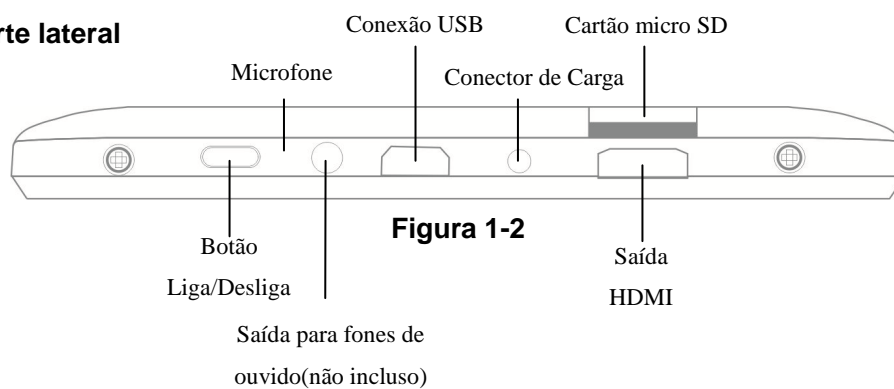 rte lateral
Conexão USB
Cartão micro SD
Microfone
Conector de Carga
Figura 1-2
Botão
Liga/Desliga
Saída
HDMI
Saída para fones de
ouvido(não incluso)